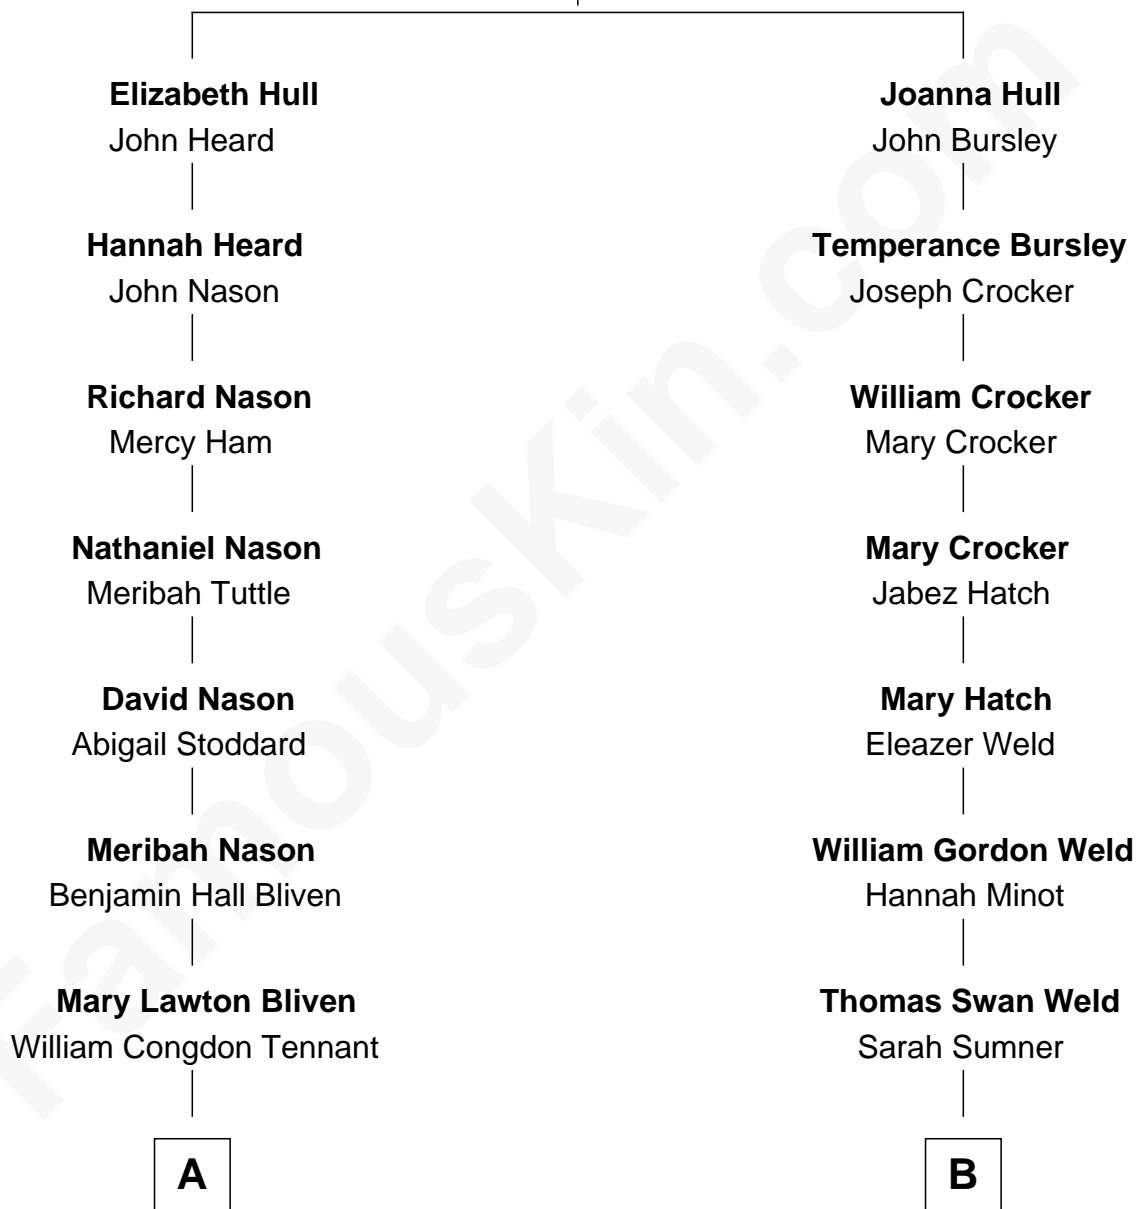 Elizabeth Hull
John Heard
Hannah Heard
John Nason
Richard Nason
Mercy Ham
Nathaniel Nason
Meribah Tuttle
David Nason
Abigail Stoddard
Meribah Nason
Benjamin Hall Bliven
Mary Lawton Bliven
William Congdon Tennant
A
Joanna Hull
John Bursley
Temperance Bursley
Joseph Crocker
William Crocker
Mary Crocker
Mary Crocker
Jabez Hatch
Mary Hatch
Eleazer Weld
William Gordon Weld
Hannah Minot
Thomas Swan Weld
Sarah Sumner
B
FamousKin.com